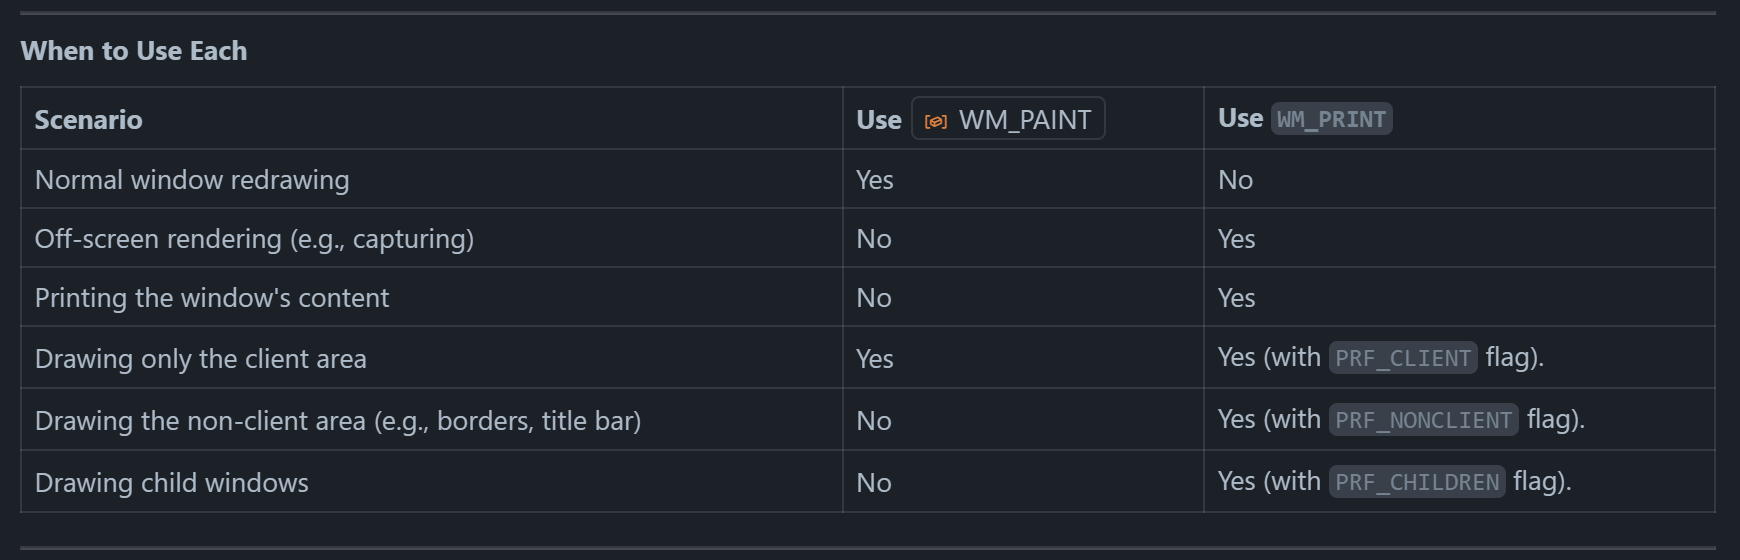 When to Use Each
Scenario Use WM_PAINT Use WM_PRINT
Normal window redrawing Yes No
Off-screen rendering (e.g., capturing) No Yes
Printing the window's content No Yes
Drawing only the client area Yes Yes (with PRF_CLIENT flag).
Drawing the non-client area (e.g., borders, title bar) No Yes (with PRF_NONCLIENT flag).
Drawing child windows No Yes (with PRF_CHILDREN flag).